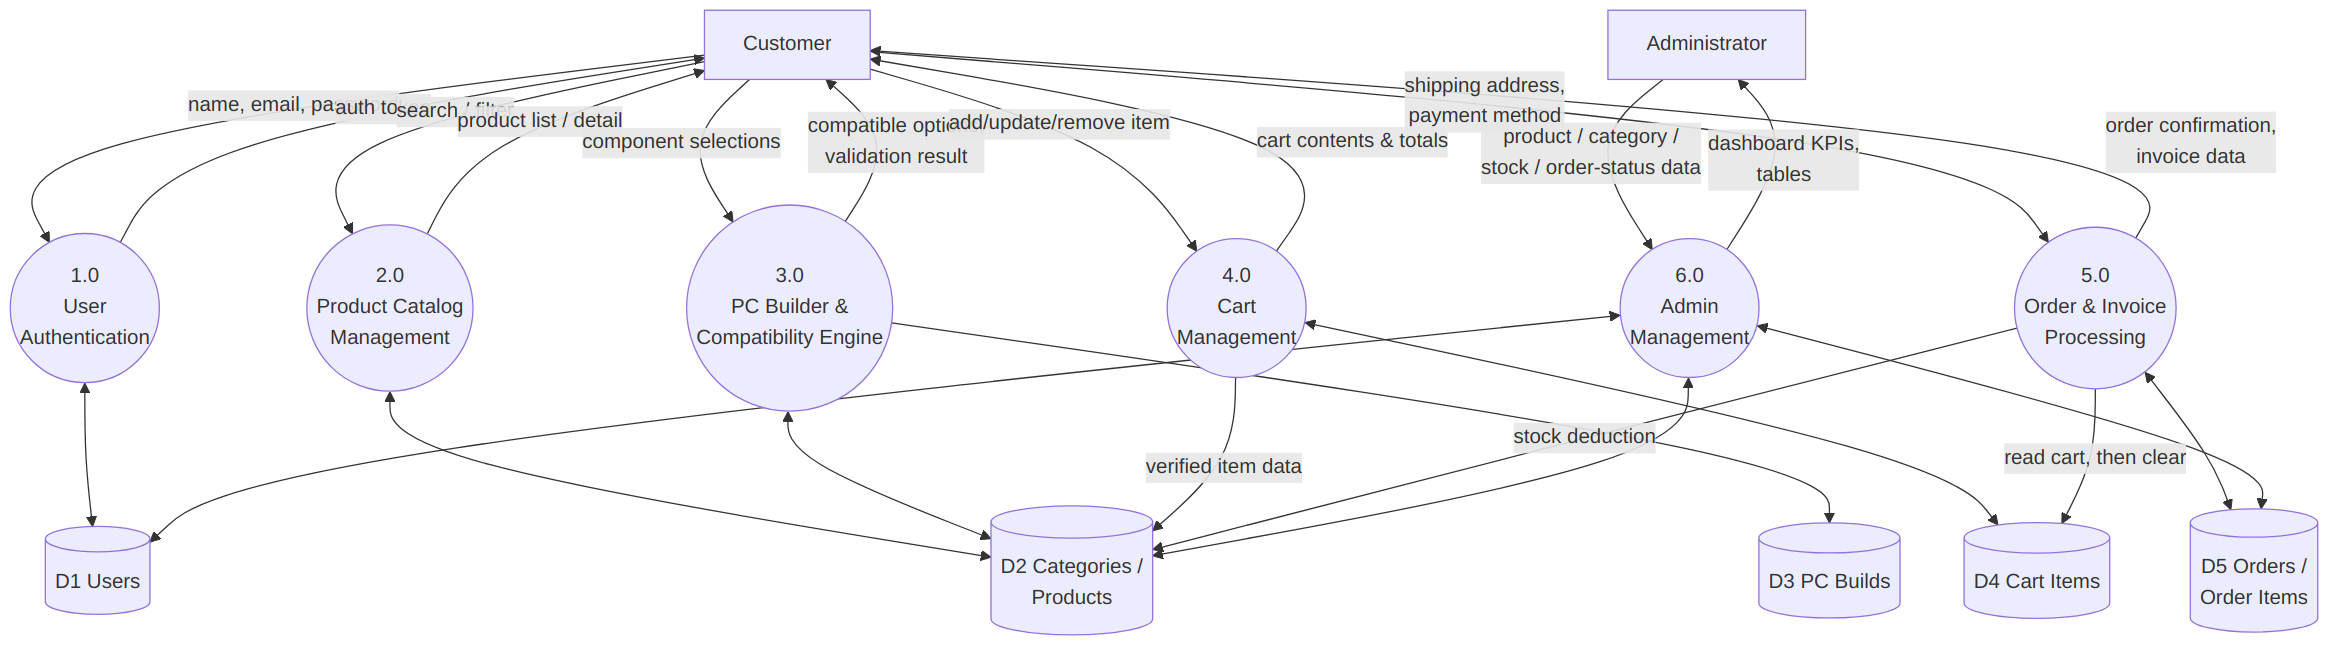 Customer
Administrator
name, email, pas
auth to
search / filter
product list / detail
component selections
compatible optio
validation result
add/update/remove item
cart contents & totals
shipping address,
payment method
product / category /
stock / order-status data
dashboard KPIs,
tables
order confirmation,
invoice data
1.0
User
Authentication
2.0
Product Catalog
Management
3.0
PC Builder &
Compatibility Engine
4.0
Cart
Management
6.0
Admin
Management
5.0
Order & Invoice
Processing
stock deduction
verified item data
read cart, then clear
D1 Users
D2 Categories /
Products
D3 PC Builds
D4 Cart Items
D5 Orders /
Order Items